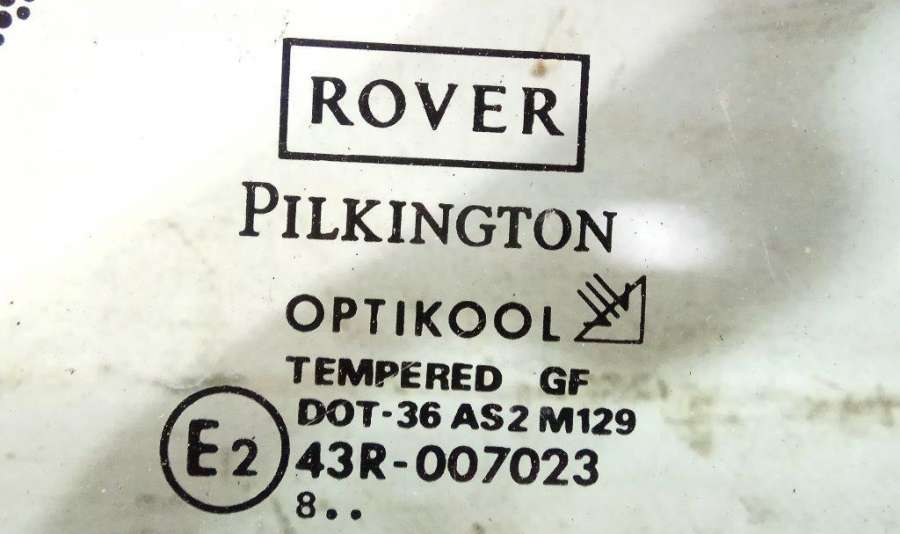 ROVER
PILKINGTON
OPTIKOOL
TEMPERED GF
DOT-36 AS2 M129
E2 43R-007023
8..